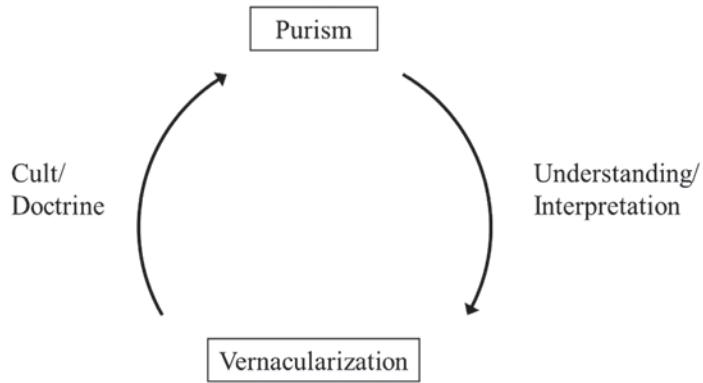 Purism
Cult/
Doctrine
Understanding/
Interpretation
Vernacularization